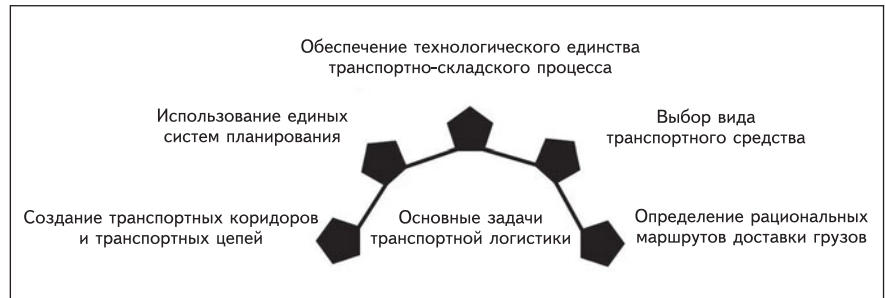 Обеспечение технологического единства
транспортно-складского процесса
Использование единых
систем планирования
Выбор вида
транспортного средства
Создание транспортных коридоров
и транспортных цепей
Основные задачи
транспортной логистики
Определение рациональных
маршрутов доставки грузов